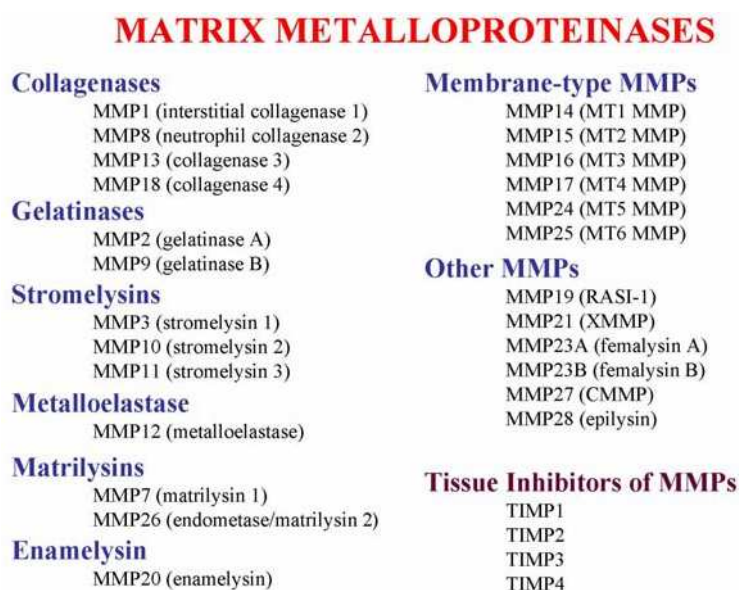 MATRIX METALLOPROTEINASES
Collagenases
MMP1 (interstitial collagenase 1)
MMP8 (neutrophil collagenase 2)
MMP13 (collagenase 3)
MMP18 (collagenase 4)
Gelatinases
MMP2 (gelatinase A)
MMP9 (gelatinase B)
Stromelysins
MMP3 (stromelysin 1)
MMP10 (stromelysin 2)
MMP11 (stromelysin 3)
Metalloelastase
MMP12 (metalloelastase)
Matrilysins
MMP7 (matrilysin 1)
MMP26 (endometase/matrilysin 2)
Enamelysin
MMP20 (enamelysin)
Membrane-type MMPs
MMP14 (MT1 MMP)
MMP15 (MT2 MMP)
MMP16 (MT3 MMP)
MMP17 (MT4 MMP)
MMP24 (MT5 MMP)
MMP25 (MT6 MMP)
Other MMPs
MMP19 (RASI-1)
MMP21 (XMMP)
MMP23A (femalysin A)
MMP23B (femalysin B)
MMP27 (CMMP)
MMP28 (epilysin)
Tissue Inhibitors of MMPs
TIMP1
TIMP2
TIMP3
TIMP4